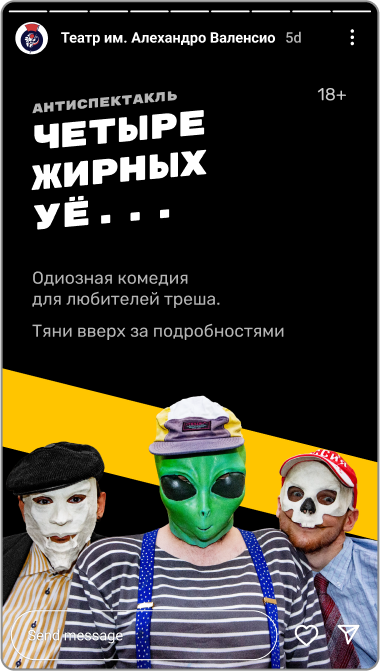 Театр им. Алехандро Валенсио 5d
18+
АНТИСПЕКТАКЛЬ
ЧЕТЫРЕ
ЖИРНЫХ
УЁ...
Одиозная комедия
для любителей треша.
Тяни вверх за подробностями
Send message